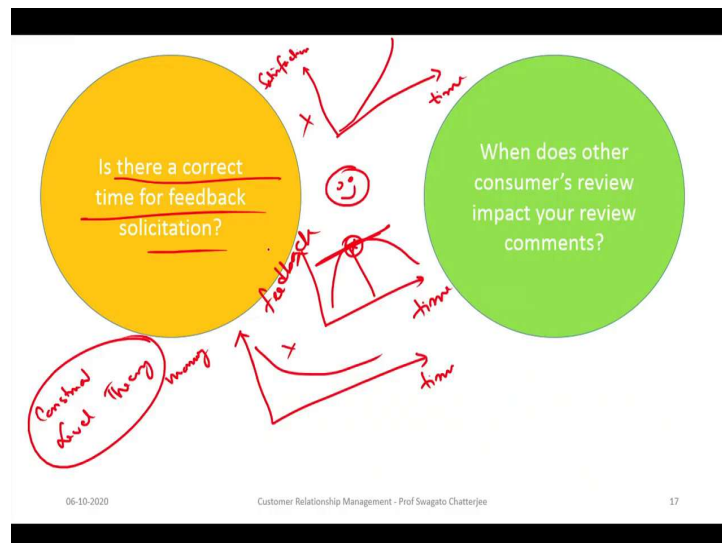 Is there a correct
time for feedback
solicitation?
When does other
consumer's review
impact your review
comments?
Satisfaction
time
X
feedback
time
X
time
Construal
Level Theory
06-10-2020
Customer Relationship Management - Prof Swagato Chatterjee
17